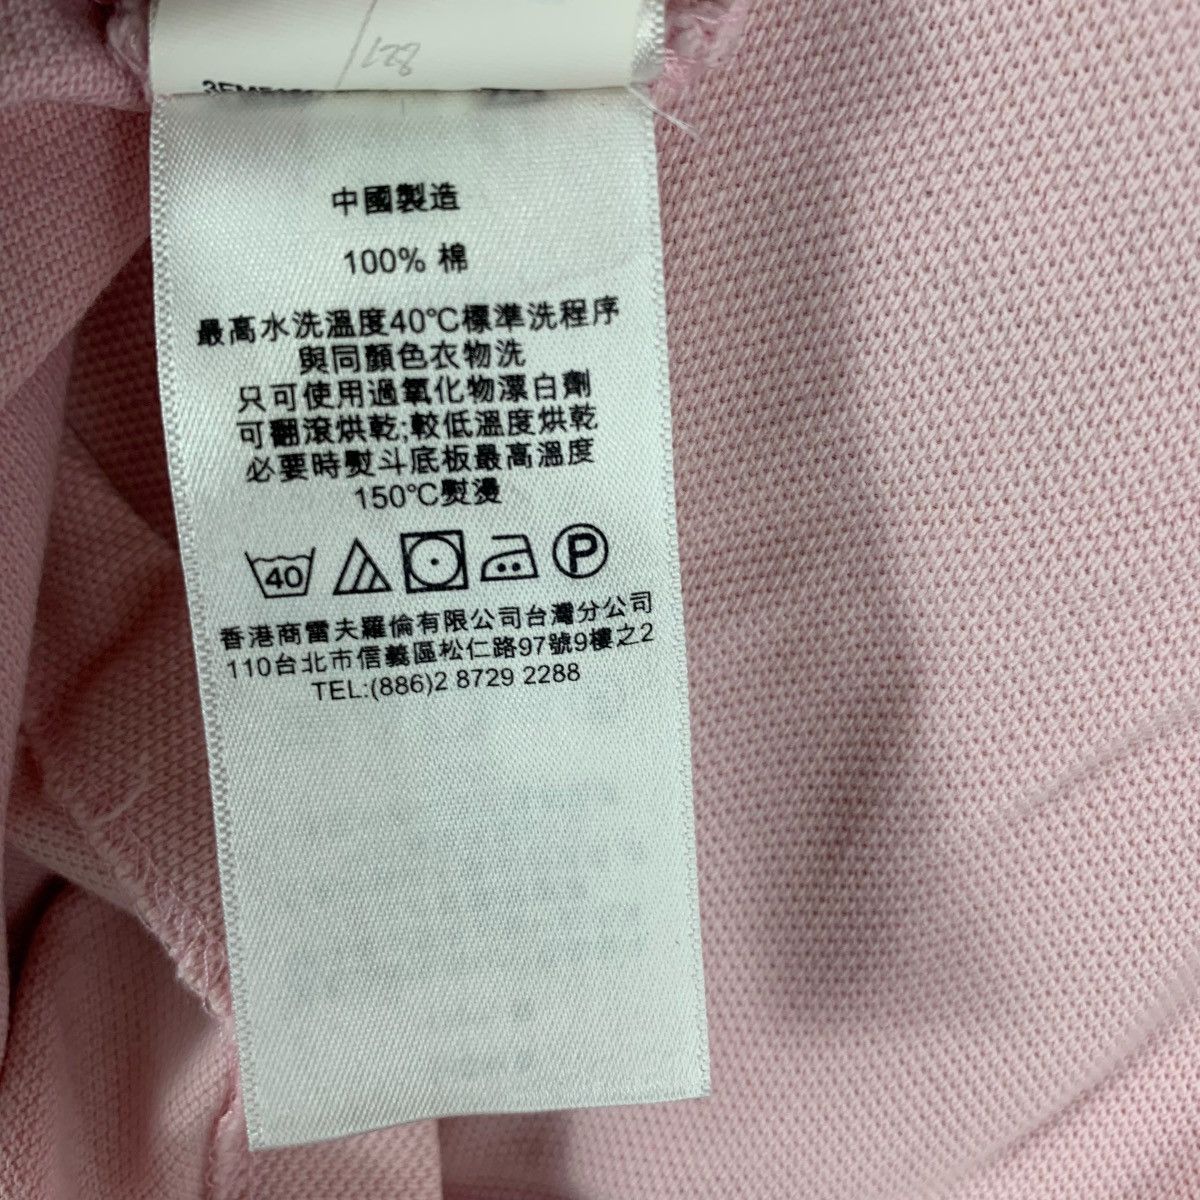 中國製造
100% 棉
最高水洗溫度40℃標準洗程序
與同顏色衣物洗
只可使用過氧化物漂白劑
可翻滾烘乾;較低溫度烘乾
必要時熨斗底板最高溫度
150℃熨燙
40 P
香港商雷夫羅倫有限公司台灣分公司
110台北市信義區松仁路97號9樓之2
TEL:(886)2 8729 2288